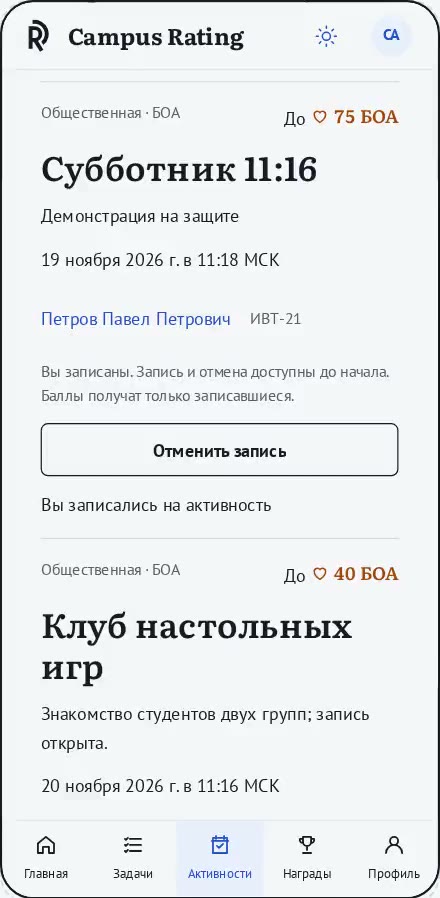 Campus Rating
СА
Общественная · БОА
До 75 БОА
Субботник 11:16
Демонстрация на защите
19 ноября 2026 г. в 11:18 МСК
Петров Павел Петрович ИВТ-21
Вы записаны. Запись и отмена доступны до начала.
Баллы получат только записавшиеся.
Отменить запись
Вы записались на активность
Общественная · БОА
До 40 БОА
Клуб настольных
игр
Знакомство студентов двух групп; запись
открыта.
20 ноября 2026 г. в 11:16 МСК
Главная
Задачи
Активности
Награды
Профиль